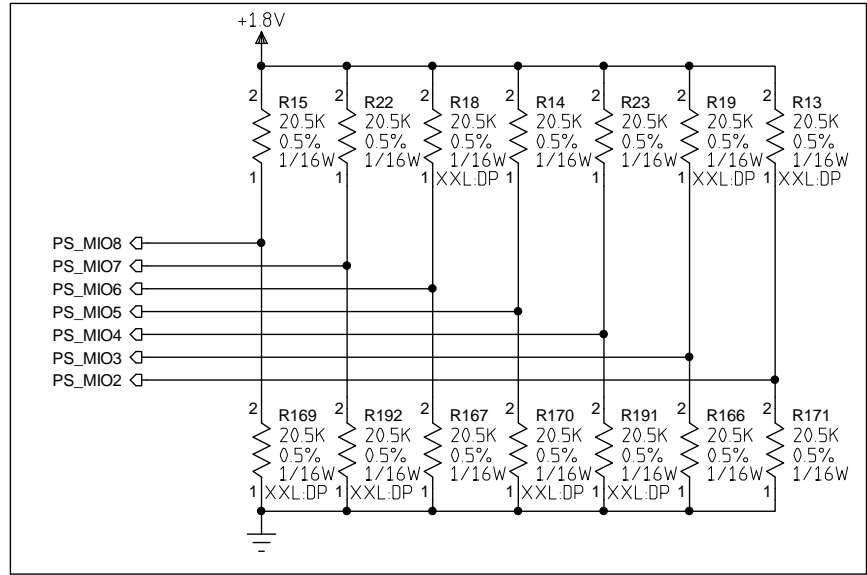 +1.8V
2 R15
20.5K
0.5%
1/16W
1
2 R22
20.5K
0.5%
1/16W
1
2 R18
20.5K
0.5%
1/16W
1 XXL:DP
2 R14
20.5K
0.5%
1/16W
1
2 R23
20.5K
0.5%
1/16W
1
2 R19
20.5K
0.5%
1/16W
1 XXL:DP
2 R13
20.5K
0.5%
1/16W
1 XXL:DP
PS_MIO8
PS_MIO7
PS_MIO6
PS_MIO5
PS_MIO4
PS_MIO3
PS_MIO2
2 R169
20.5K
0.5%
1/16W
1 XXL:DP
2 R192
20.5K
0.5%
1/16W
1 XXL:DP
2 R167
20.5K
0.5%
1/16W
1
2 R170
20.5K
0.5%
1/16W
1 XXL:DP
2 R191
20.5K
0.5%
1/16W
1 XXL:DP
2 R166
20.5K
0.5%
1/16W
1
2 R171
20.5K
0.5%
1/16W
1